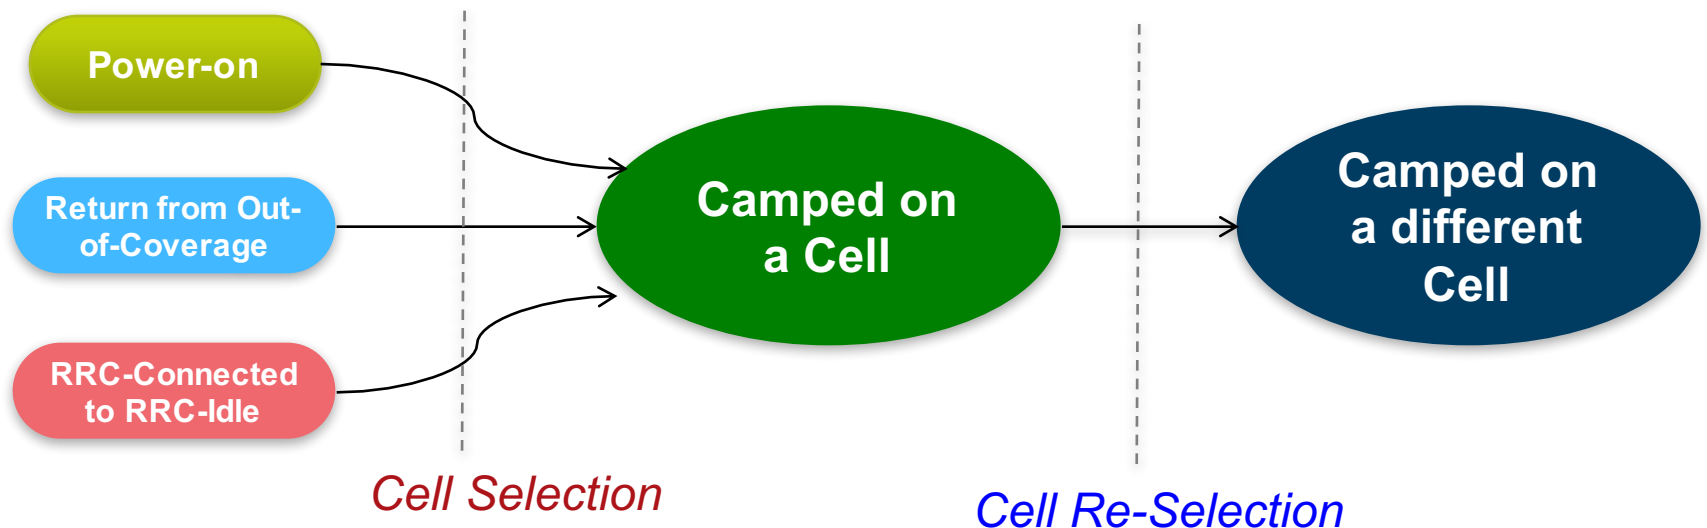 Power-on
Return from Out-
of-Coverage
RRC-Connected
to RRC-Idle
Camped on
a Cell
Camped on
a different
Cell
Cell Selection
Cell Re-Selection